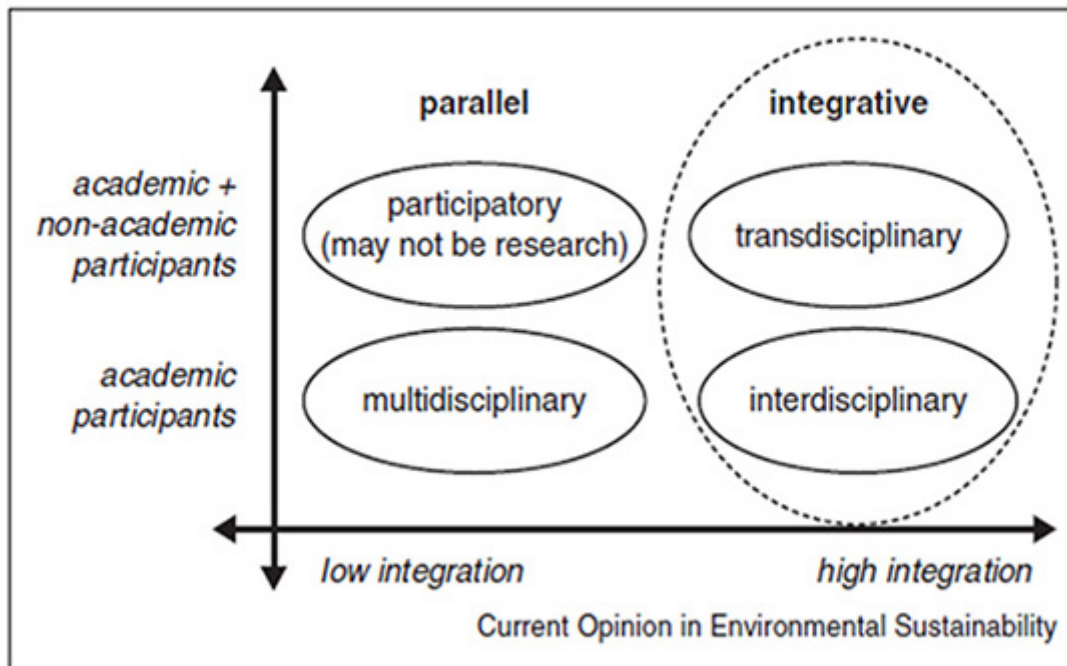 parallel
integrative
academic +
non-academic
participants
participatory
(may not be research)
transdisciplinary
academic
participants
multidisciplinary
interdisciplinary
low integration
high integration
Current Opinion in Environmental Sustainability